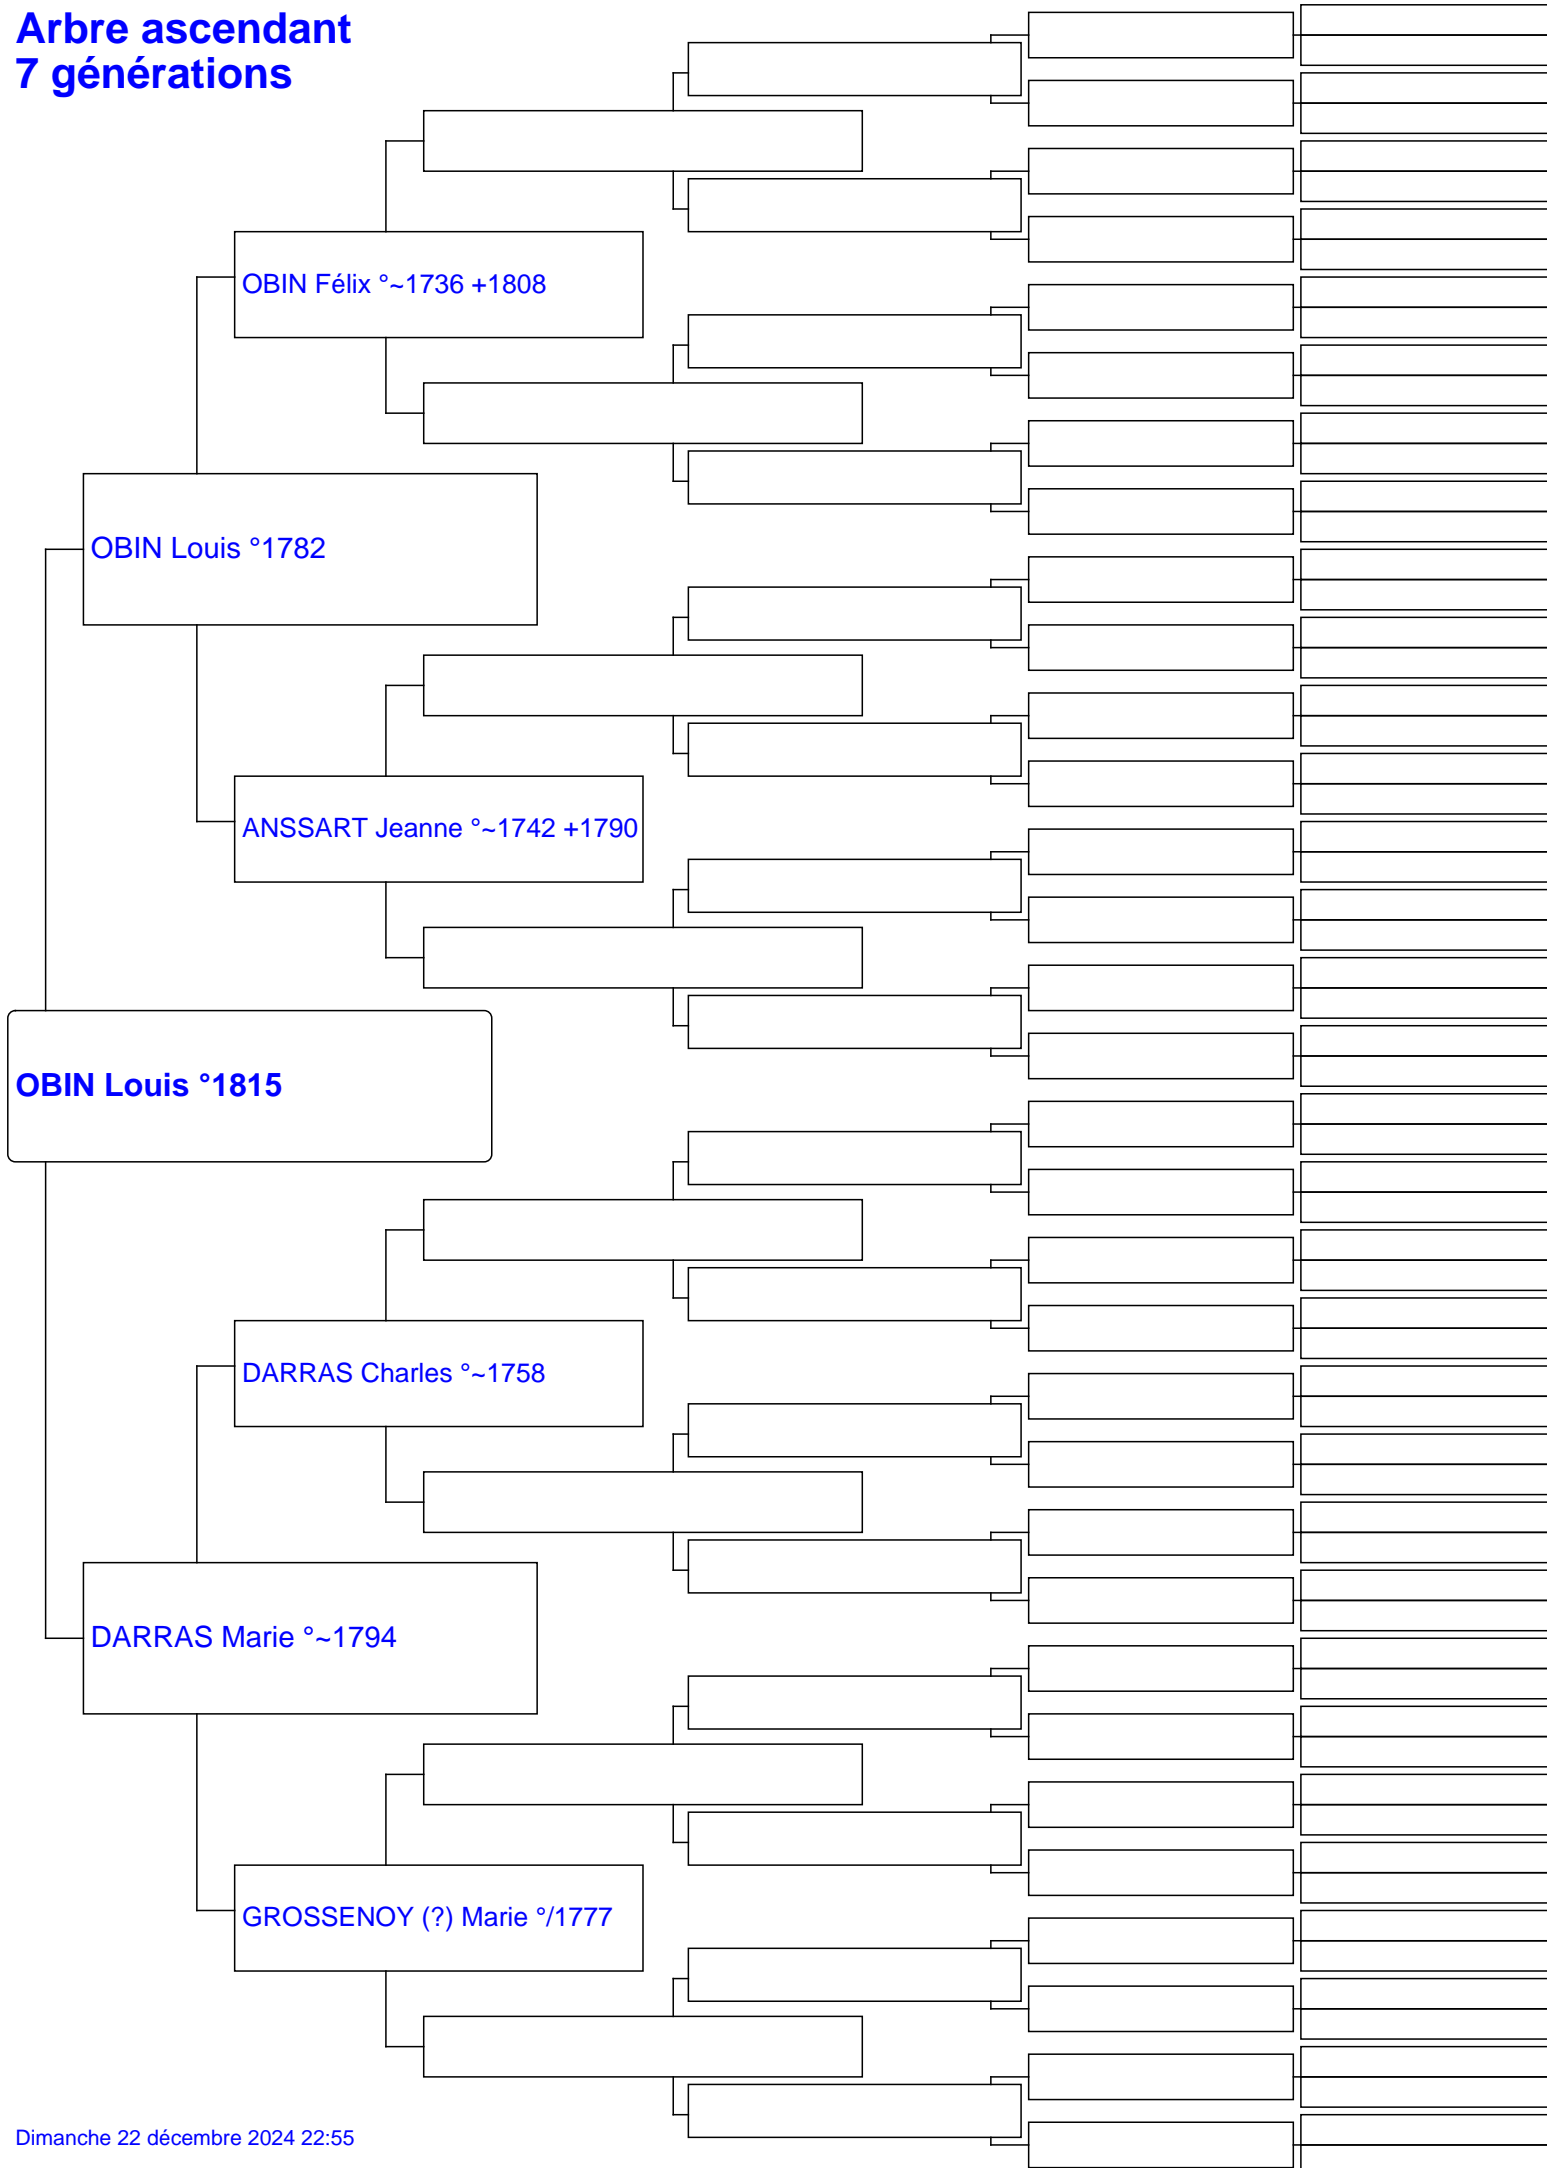 Arbre ascendant
7 générations
OBIN Félix °~1736 +1808
OBIN Louis °1782
ANSSART Jeanne °~1742 +1790
OBIN Louis °1815
DARRAS Charles °~1758
DARRAS Marie °~1794
GROSSENOY (?) Marie °/1777
Dimanche 22 décembre 2024 22:55